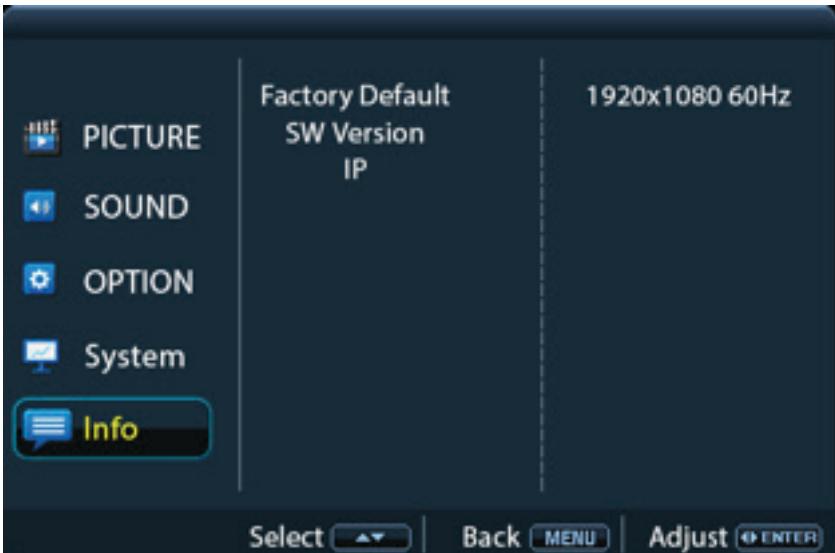 PICTURE
SOUND
OPTION
System
Info
Factory Default
SW Version
IP
1920x1080 60Hz
Select
Back MENU
Adjust ENTER